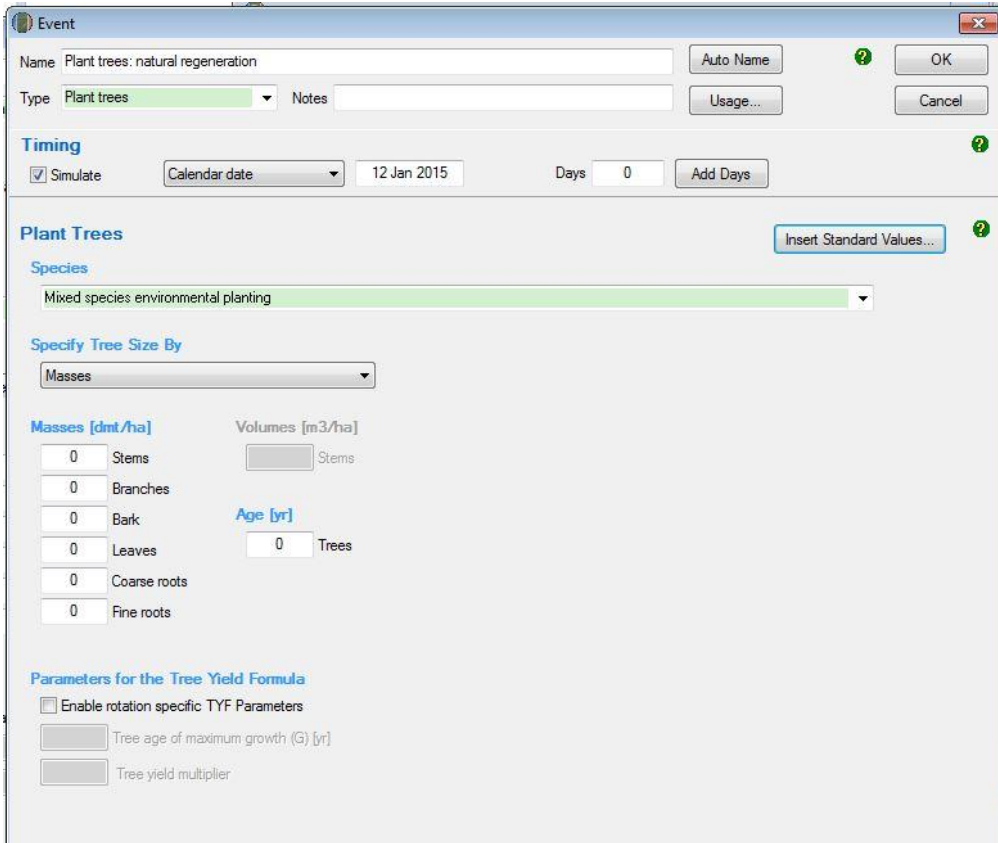 Event
Name Plant trees: natural regeneration Auto Name ? OK
Type Plant trees Notes Usage... Cancel
Timing ?
Simulate Calendar date 12 Jan 2015 Days 0 Add Days
Plant Trees Insert Standard Values... ?
Species
Mixed species environmental planting
Specify Tree Size By
Masses
Masses [dmt/ha] Volumes [m3/ha]
0 Stems Stems
0 Branches
0 Bark Age [yr]
0 Leaves 0 Trees
0 Coarse roots
0 Fine roots
Parameters for the Tree Yield Formula
Enable rotation specific TYF Parameters
Tree age of maximum growth (G) [yr]
Tree yield multiplier